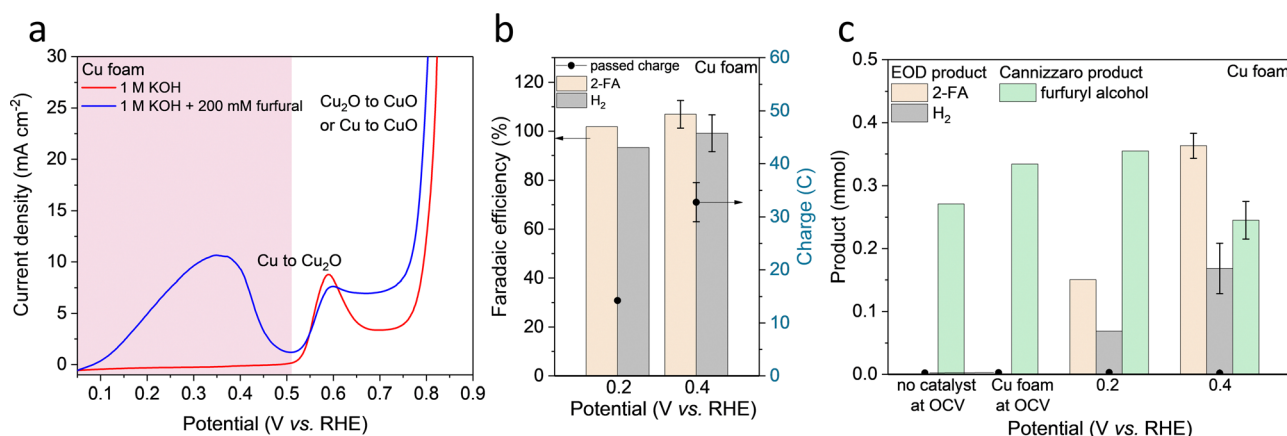 a
30
25
20
15
10
5
0
Current density (mA cm⁻²)
Cu foam
1 M KOH
1 M KOH + 200 mM furfural
Cu₂O to CuO
or Cu to CuO
Cu to Cu₂O
0.1 0.2 0.3 0.4 0.5 0.6 0.7 0.8 0.9
Potential (V vs. RHE)
b
120
100
80
60
40
20
0
Faradaic efficiency (%)
passed charge
2-FA
H₂
Cu foam
60
50
40
30
20
10
0
Charge (C)
0.2 0.4
Potential (V vs. RHE)
c
0.5
0.4
0.3
0.2
0.1
0.0
Product (mmol)
EOD product
2-FA
H₂
Cannizzaro product
furfuryl alcohol
Cu foam
no catalyst
at OCV
Cu foam
at OCV
0.2 0.4
Potential (V vs. RHE)